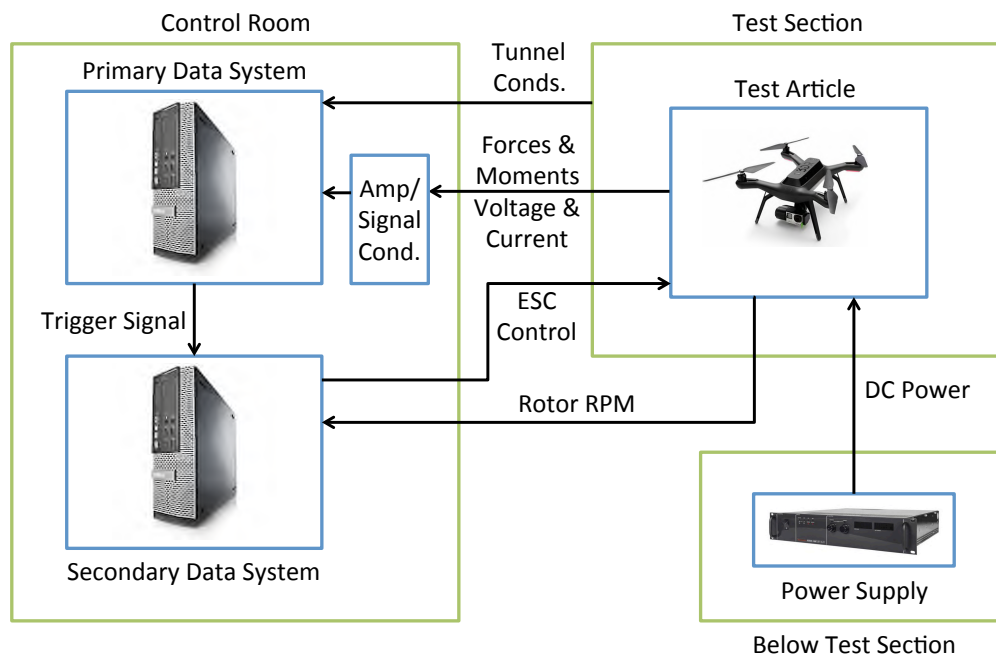 Control Room
Test Section
Primary Data System
Tunnel
Conds.
Test Article
Amp/
Signal
Cond.
Forces &
Moments
Voltage &
Current
Trigger Signal
ESC
Control
Rotor RPM
DC Power
Secondary Data System
Power Supply
Below Test Section